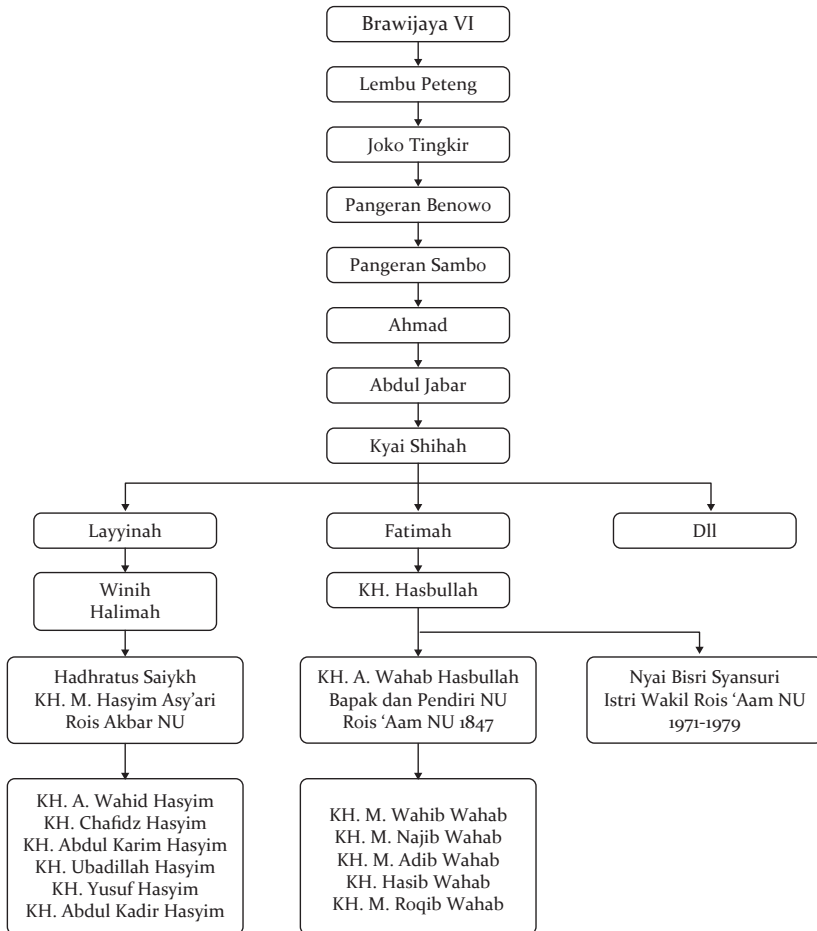 Brawijaya VI
Lembu Peteng
Joko Tingkir
Pangeran Benowo
Pangeran Sambo
Ahmad
Abdul Jabar
Kyai Shihah
Layyinah
Fatimah
Dll
Winih
Halimah
KH. Hasbullah
Hadhratus Saiykh
KH. M. Hasyim Asy'ari
Rois Akbar NU
KH. A. Wahab Hasbullah
Bapak dan Pendiri NU
Rois 'Aam NU 1847
Nyai Bisri Syansuri
Istri Wakil Rois 'Aam NU
1971-1979
KH. A. Wahid Hasyim
KH. Chafidz Hasyim
KH. Abdul Karim Hasyim
KH. Ubadillah Hasyim
KH. Yusuf Hasyim
KH. Abdul Kadir Hasyim
KH. M. Wahib Wahab
KH. M. Najib Wahab
KH. M. Adib Wahab
KH. Hasib Wahab
KH. M. Roqib Wahab